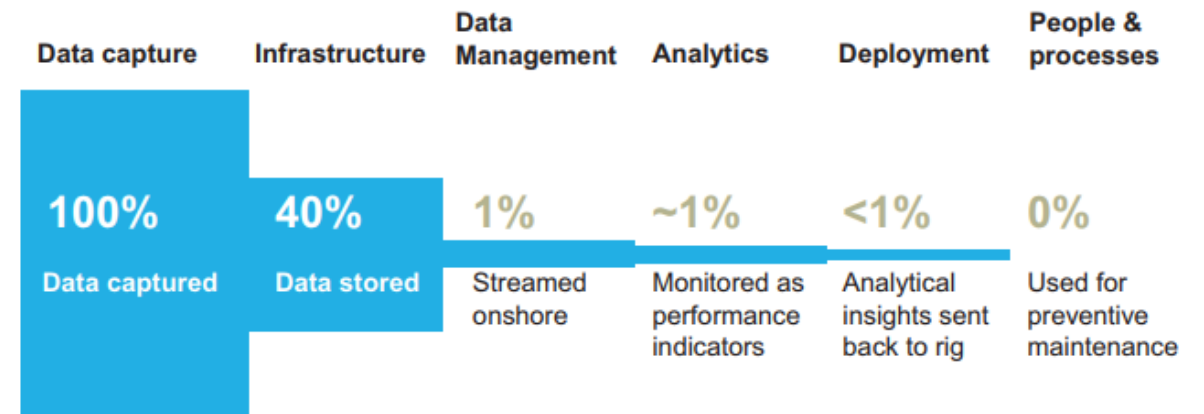 Data capture
Infrastructure
Data
Management
Analytics
Deployment
People &
processes
100%
Data captured
40%
Data stored
1%
Streamed
onshore
~1%
Monitored as
performance
indicators
<1%
Analytical
insights sent
back to rig
0%
Used for
preventive
maintenance